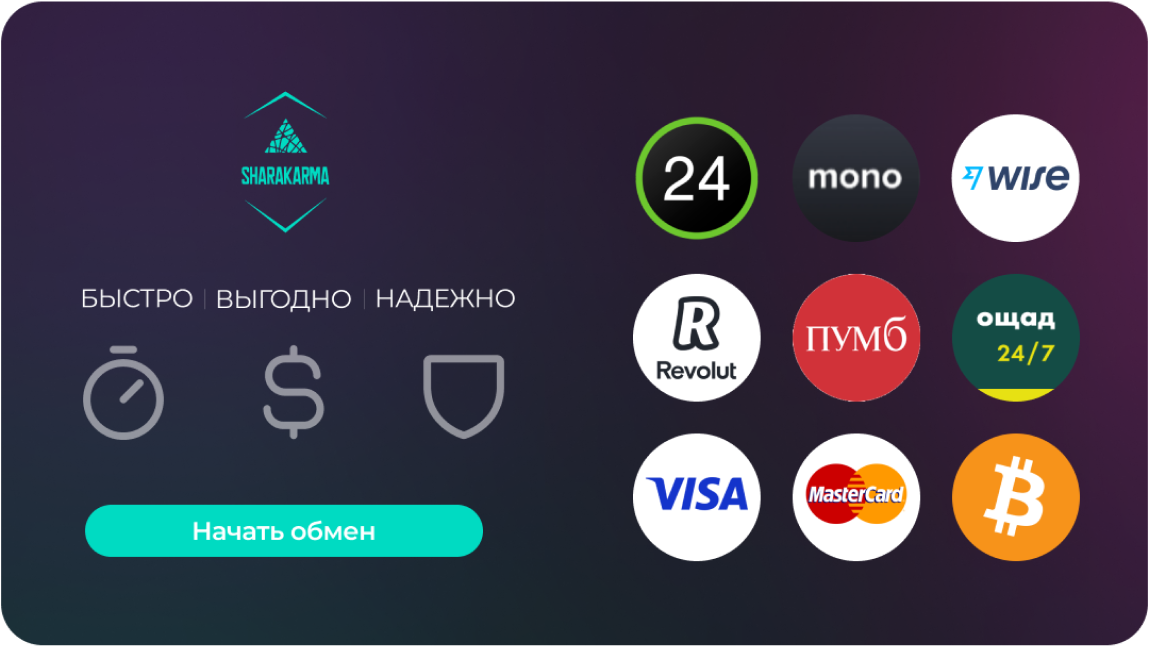 SHARAKARMA
БЫСТРО | ВЫГОДНО | НАДЕЖНО
Начать обмен
24
mono
wise
Revolut
ПУМБ
ощад
24/7
VISA
MasterCard